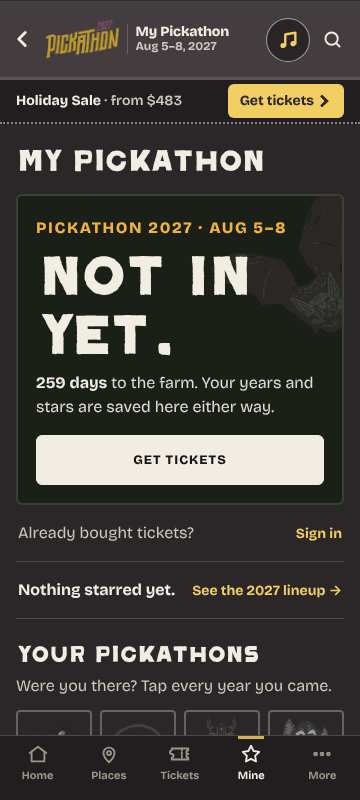 2027
PICKATHON
My Pickathon
Aug 5–8, 2027
Holiday Sale · from $483
Get tickets
MY PICKATHON
PICKATHON 2027 · AUG 5–8
NOT IN
YET.
259 days to the farm. Your years and
stars are saved here either way.
GET TICKETS
Already bought tickets?
Sign in
Nothing starred yet.
See the 2027 lineup →
YOUR PICKATHONS
Were you there? Tap every year you came.
Home
Places
Tickets
Mine
More